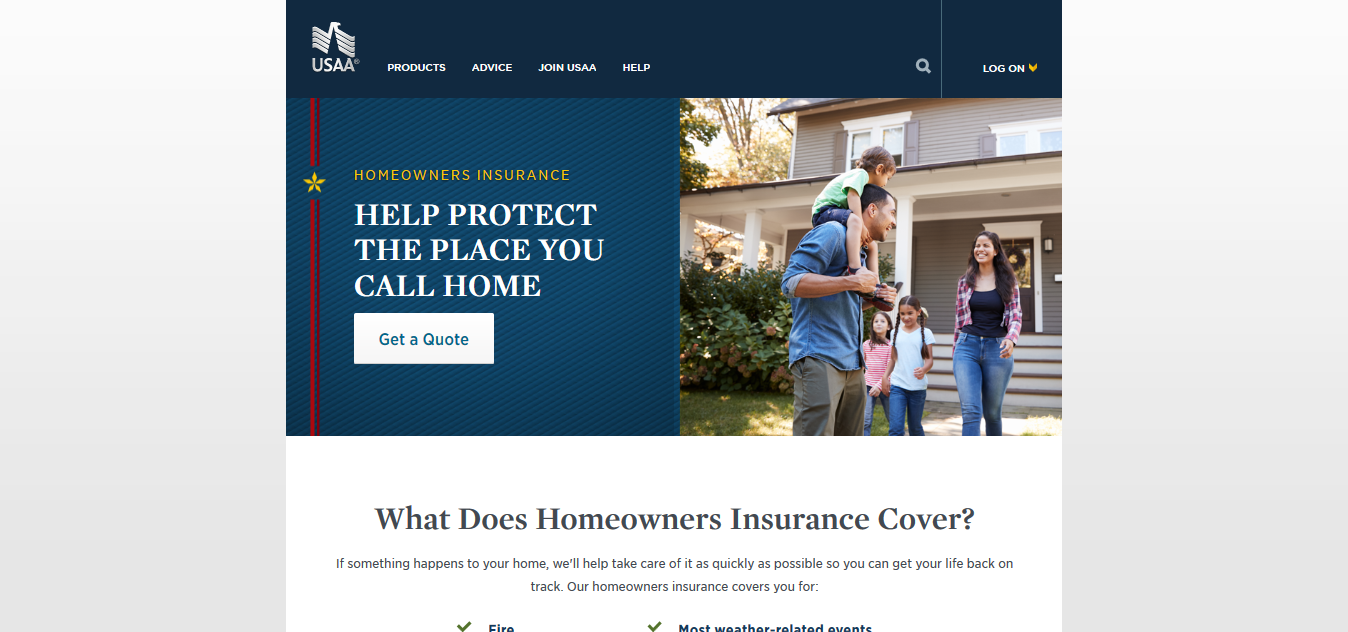 USAA®
PRODUCTS
ADVICE
JOIN USAA
HELP
LOG ON
HOMEOWNERS INSURANCE
HELP PROTECT
THE PLACE YOU
CALL HOME
Get a Quote
What Does Homeowners Insurance Cover?
If something happens to your home, we'll help take care of it as quickly as possible so you can get your life back on
track. Our homeowners insurance covers you for:
Fire
Most weather-related events